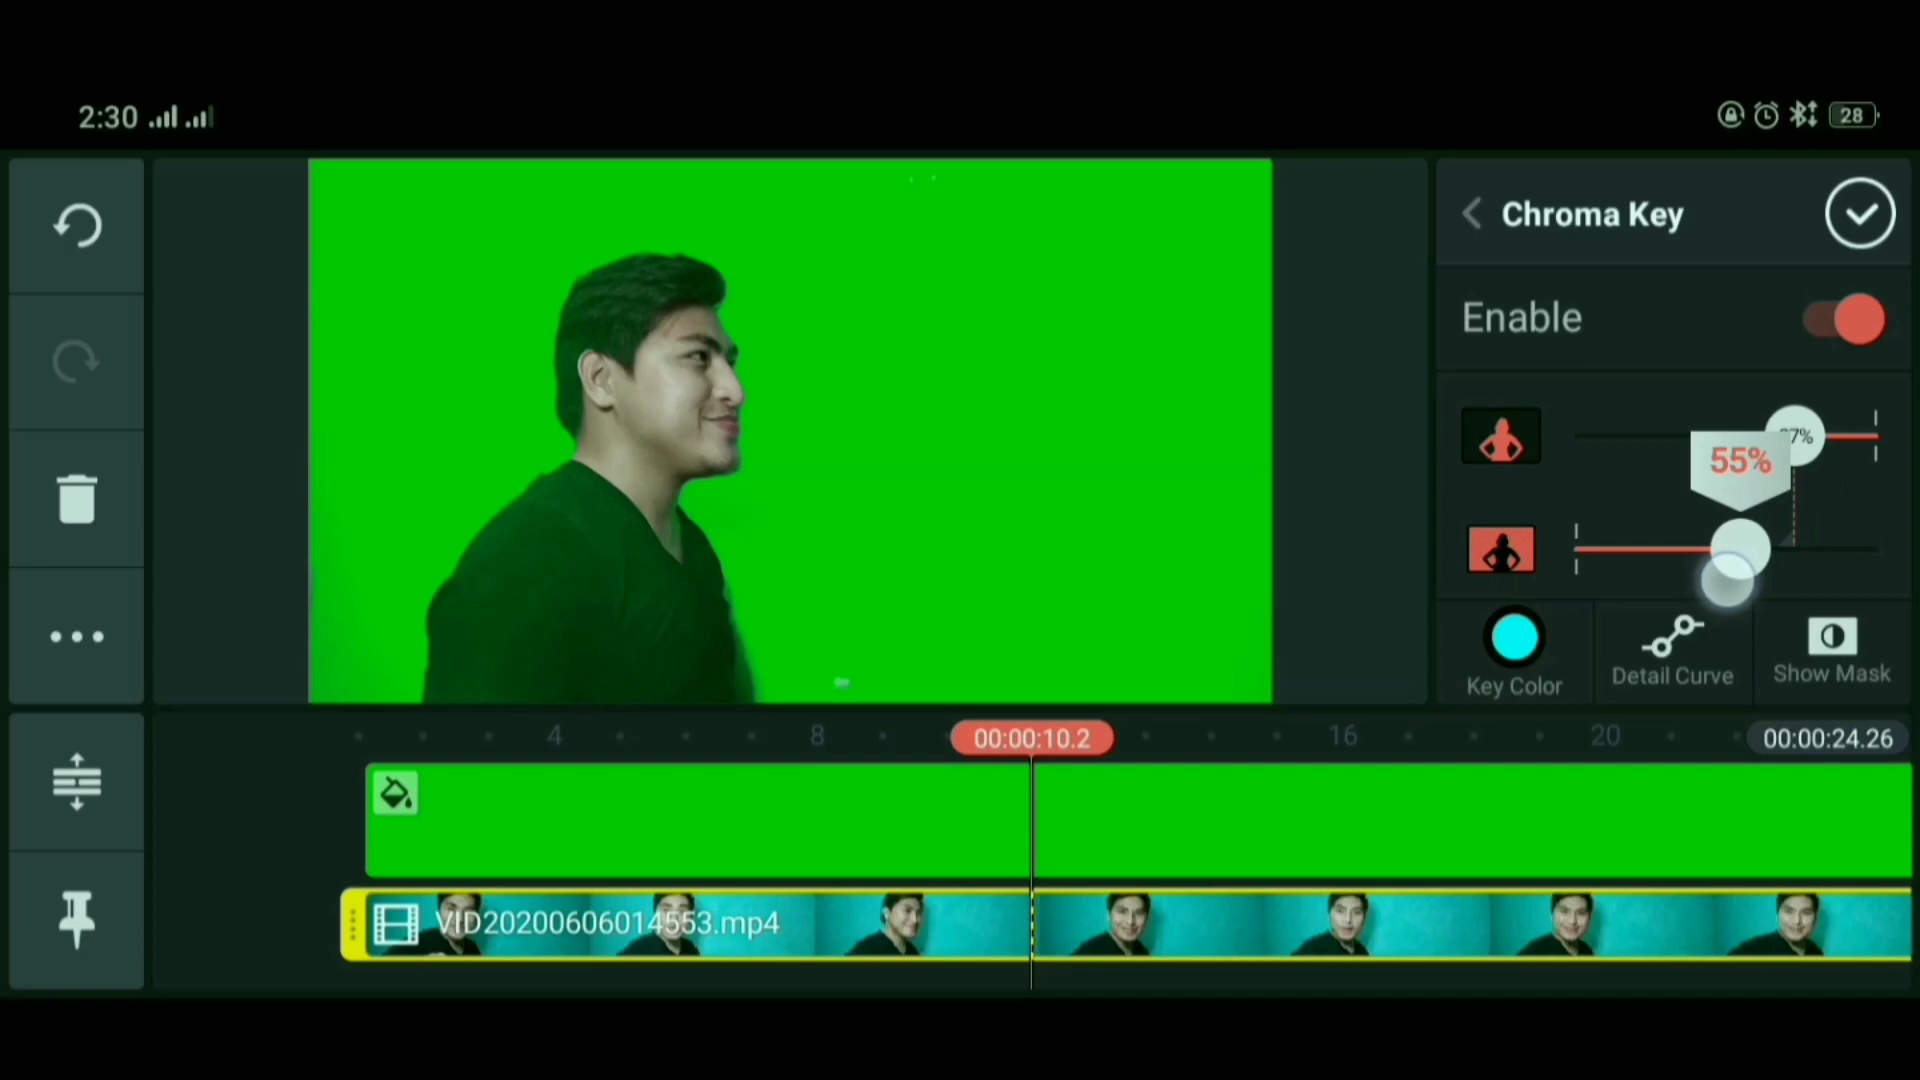 2:30
28
Chroma Key
Enable
55%
Key Color
Detail Curve
Show Mask
4
8
00:00:10.2
16
20
00:00:24.26
VID20200606014553.mp4